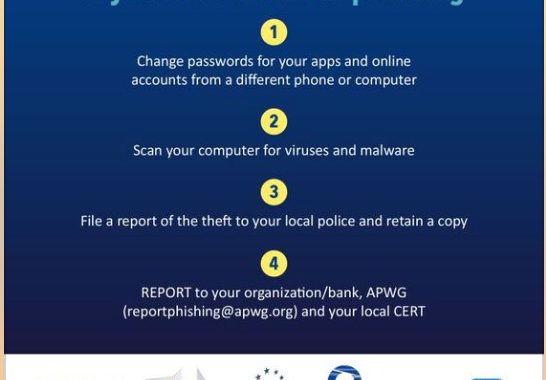 1
Change passwords for your apps and online
accounts from a different phone or computer
2
Scan your computer for viruses and malware
3
File a report of the theft to your local police and retain a copy
4
REPORT to your organization/bank, APWG
(reportphishing@apwg.org) and your local CERT